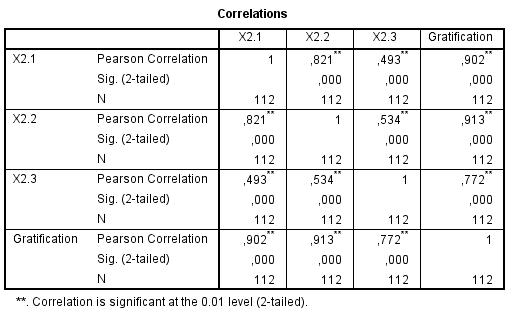 Correlations
X2.1 X2.2 X2.3 Gratification
X2.1 Pearson Correlation 1 ,821** ,493** ,902**
Sig. (2-tailed) ,000 ,000 ,000
N 112 112 112 112
X2.2 Pearson Correlation ,821** 1 ,534** ,913**
Sig. (2-tailed) ,000 ,000 ,000
N 112 112 112 112
X2.3 Pearson Correlation ,493** ,534** 1 ,772**
Sig. (2-tailed) ,000 ,000 ,000
N 112 112 112 112
Gratification Pearson Correlation ,902** ,913** ,772** 1
Sig. (2-tailed) ,000 ,000 ,000
N 112 112 112 112
**. Correlation is significant at the 0.01 level (2-tailed).